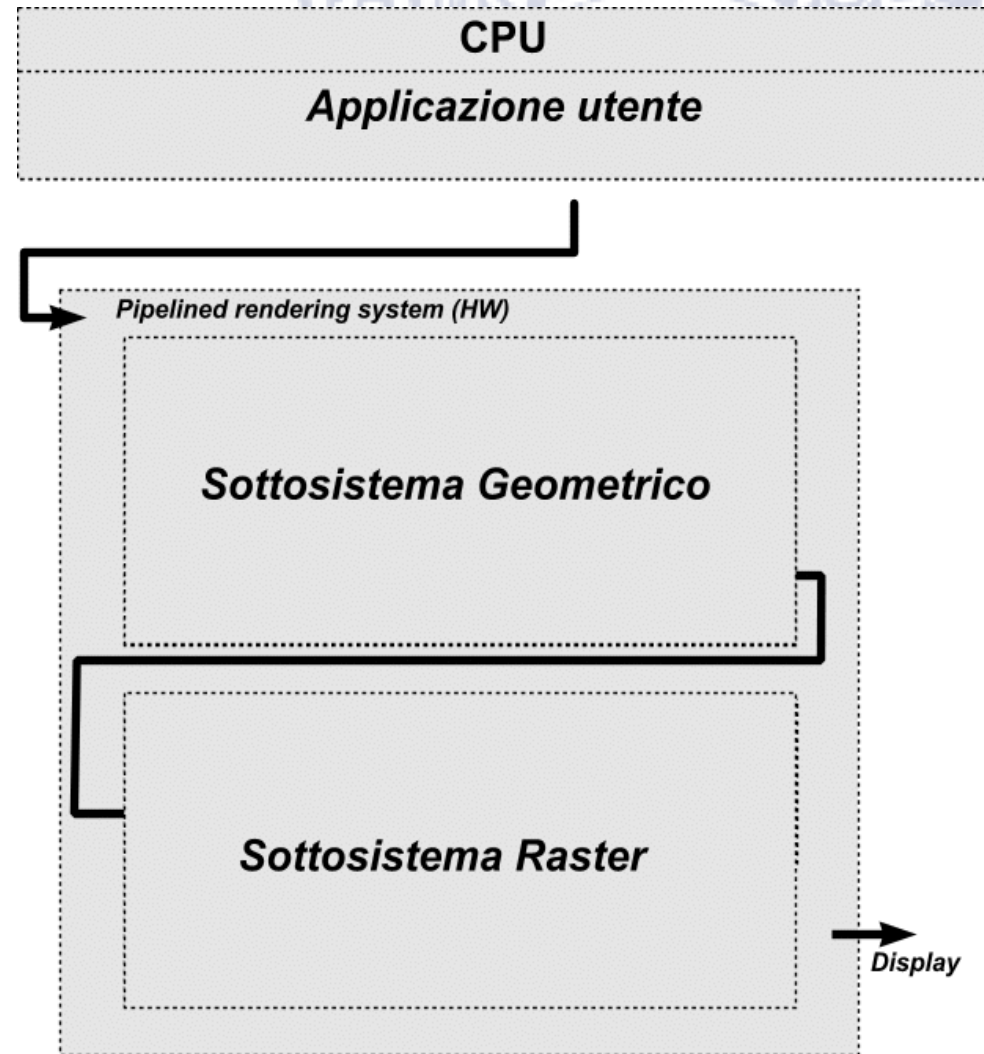 CPU
Applicazione utente
Pipelined rendering system (HW)
Sottosistema Geometrico
Sottosistema Raster
Display